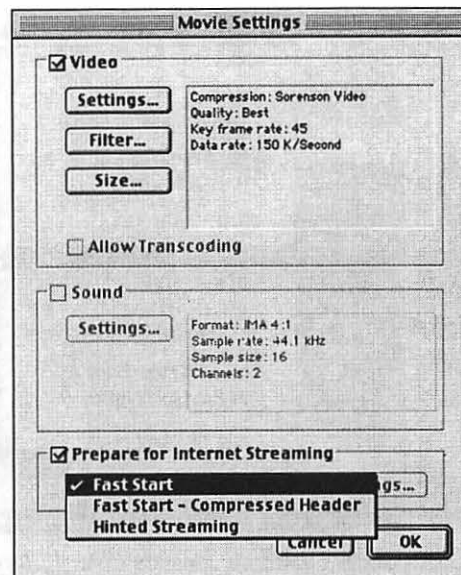 Movie Settings
Video
Settings...
Compression: Sorenson Video
Quality: Best
Key frame rate: 45
Data rate: 150 K/Second
Filter...
Size...
Allow Transcoding
Sound
Settings...
Format: IMA 4:1
Sample rate: 44.1 kHz
Sample size: 16
Channels: 2
Prepare for Internet Streaming
✓ Fast Start
gs...
Fast Start - Compressed Header
Hinted Streaming
Cancel
OK